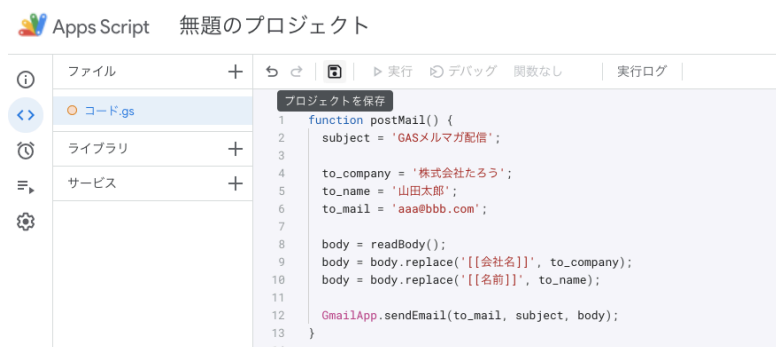 Apps Script 無題のプロジェクト
ファイル
実行 デバッグ 関数なし 実行ログ
コード.gs
プロジェクトを保存
ライブラリ
サービス
1 function postMail() {
2 subject = 'GASメルマガ配信';
3
4 to_company = '株式会社たろう';
5 to_name = '山田太郎';
6 to_mail = 'aaa@bbb.com';
7
8 body = readBody();
9 body = body.replace('[[会社名]]', to_company);
10 body = body.replace('[[名前]]', to_name);
11
12 GmailApp.sendEmail(to_mail, subject, body);
13 }